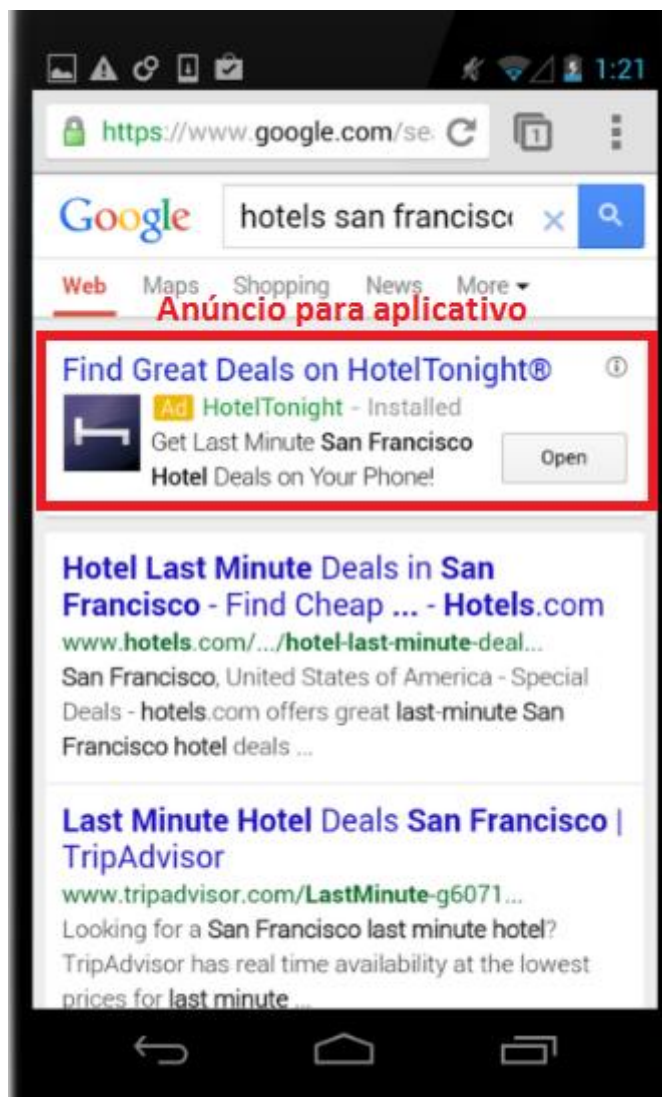 1:21
https://www.google.com/se
1
Google hotels san francisc
Web Maps Shopping News More
Anúncio para aplicativo
Find Great Deals on HotelTonight®
Ad HotelTonight - Installed
Get Last Minute San Francisco
Hotel Deals on Your Phone!
Open
Hotel Last Minute Deals in San
Francisco - Find Cheap ... - Hotels.com
www.hotels.com/.../hotel-last-minute-deal...
San Francisco, United States of America - Special
Deals - hotels.com offers great last-minute San
Francisco hotel deals ...
Last Minute Hotel Deals San Francisco |
TripAdvisor
www.tripadvisor.com/LastMinute-g6071...
Looking for a San Francisco last minute hotel?
TripAdvisor has real time availability at the lowest
prices for last minute ...